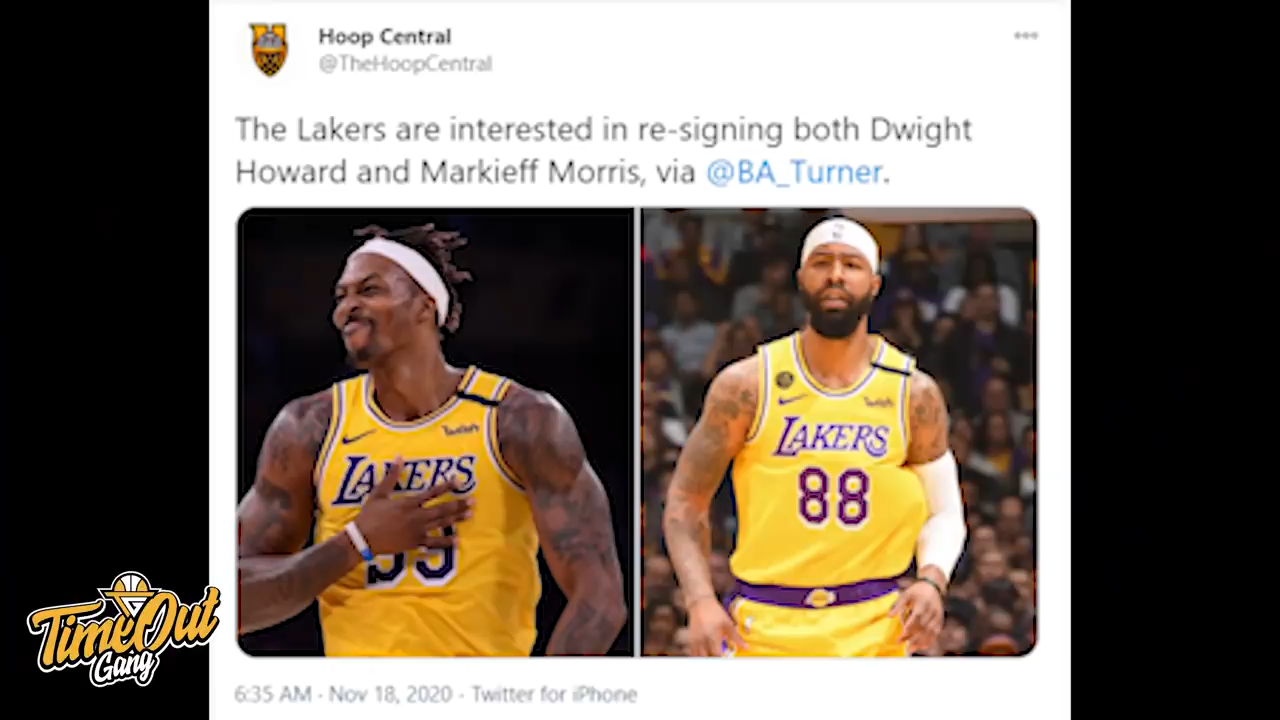 Hoop Central
@TheHoopCentral
The Lakers are interested in re-signing both Dwight
Howard and Markieff Morris, via @BA_Turner.
LAKERS
LAKERS
88
TimeOut
Gang
6:35 AM · Nov 18, 2020 · Twitter for iPhone